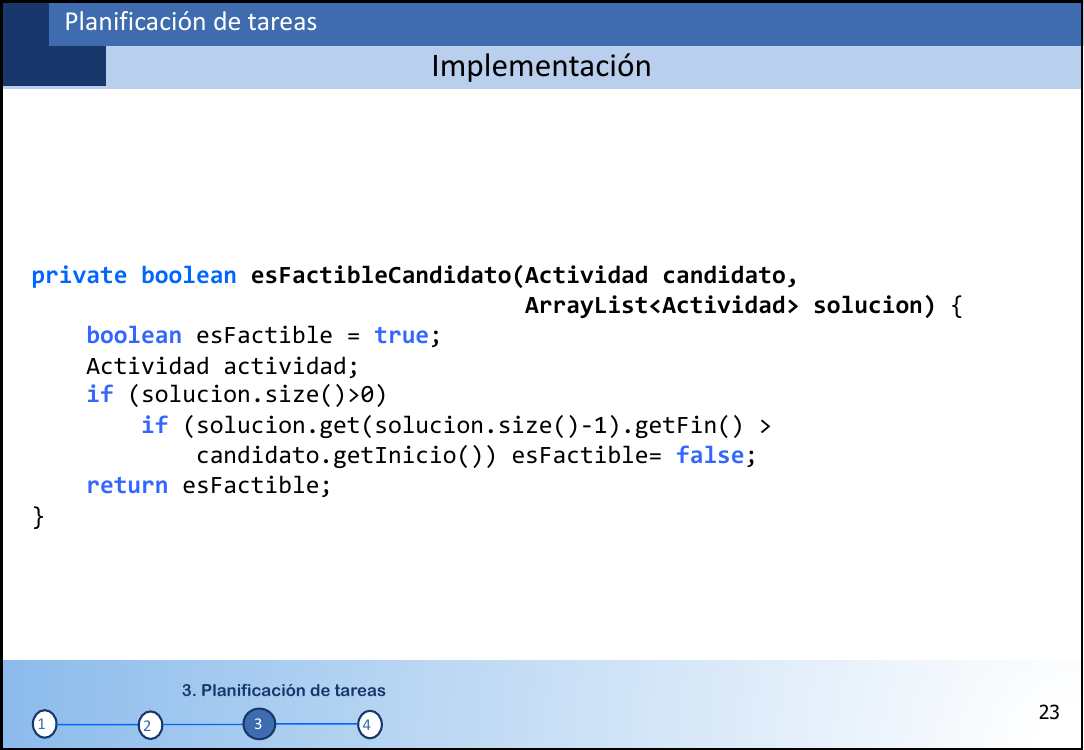 Planificación de tareas
Implementación
private boolean esFactibleCandidato(Actividad candidato,
ArrayList<Actividad> solucion) {
boolean esFactible = true;
Actividad actividad;
if (solucion.size()>0)
if (solucion.get(solucion.size()-1).getFin() >
candidato.getInicio()) esFactible= false;
return esFactible;
}
3. Planificación de tareas
1 2 3 4
23